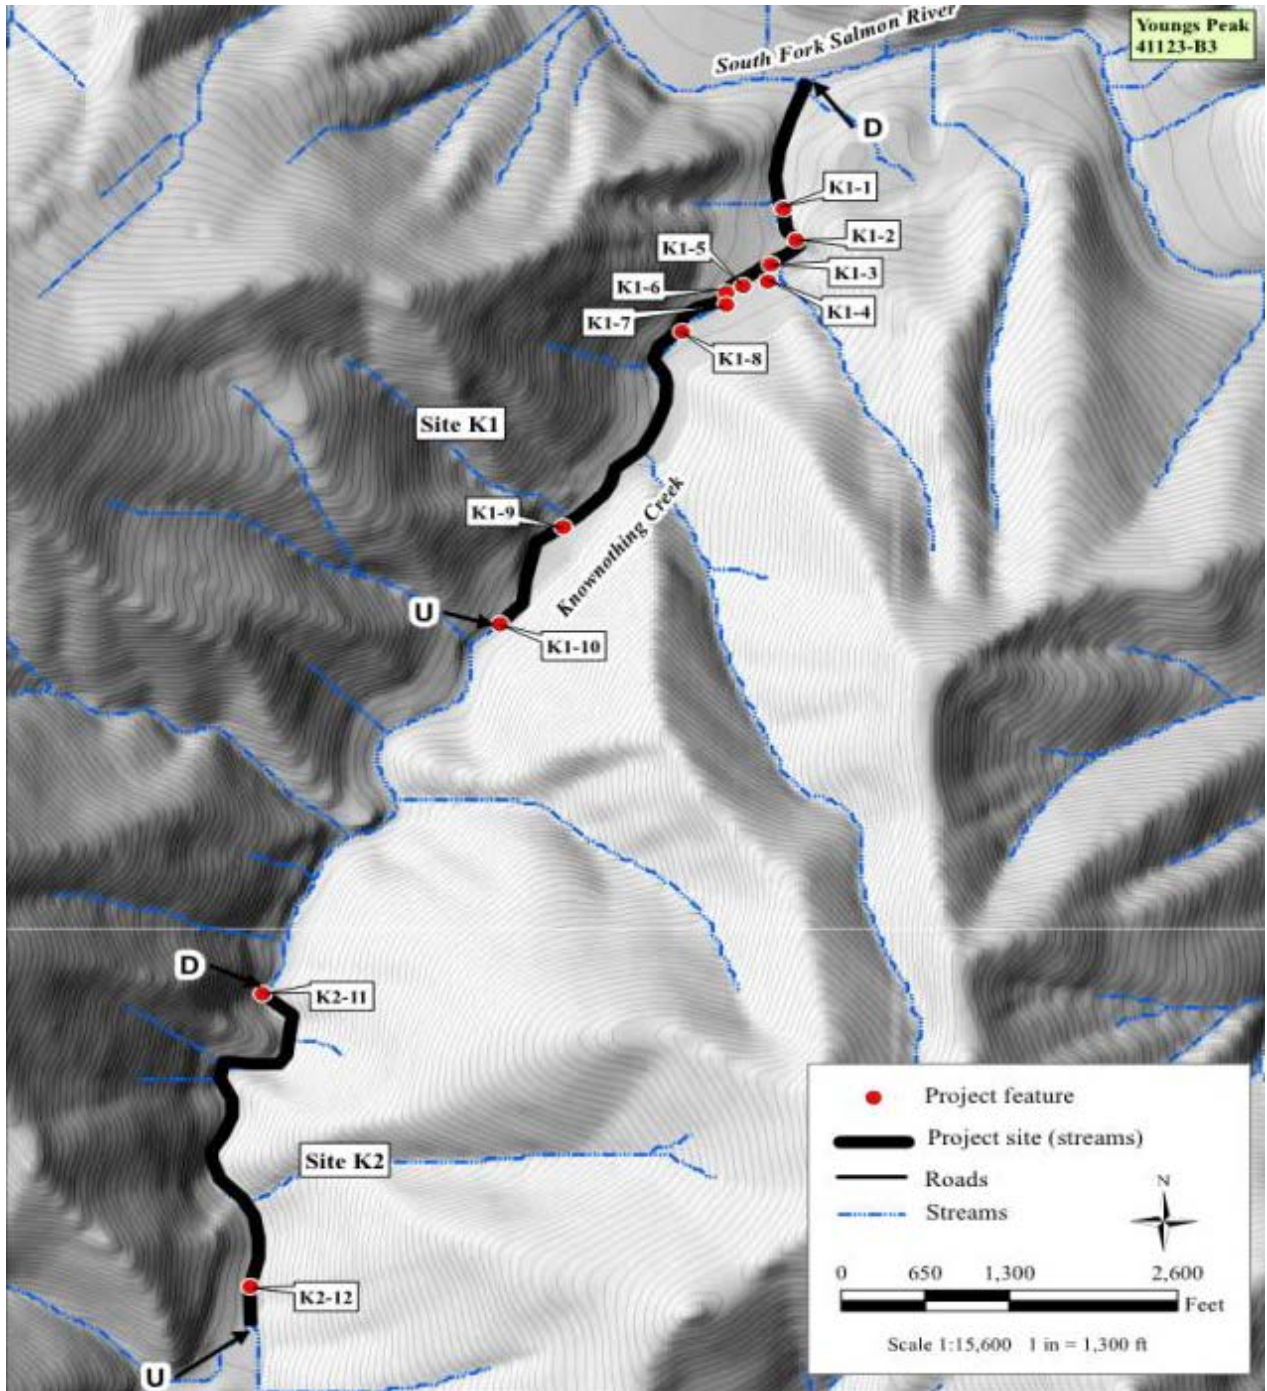 Youngs Peak
41123-B3
South Fork Salmon River
D
K1-1
K1-2
K1-5
K1-3
K1-6
K1-4
K1-7
K1-8
Site K1
K1-9
Knownothing Creek
U
K1-10
D
K2-11
Project feature
Project site (streams)
Site K2
Roads
N
Streams
0 650 1,300 2,600
Feet
K2-12
Scale 1:15,600 1 in = 1,300 ft
U